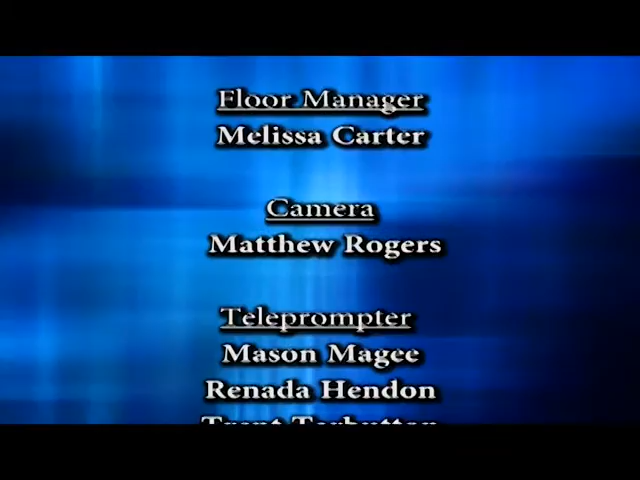 Floor Manager
Melissa Carter
Camera
Matthew Rogers
Teleprompter
Mason Magee
Renada Hendon